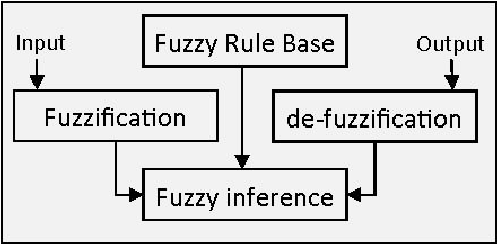 Input
Fuzzy Rule Base
Output
Fuzzification
de-fuzzification
Fuzzy inference